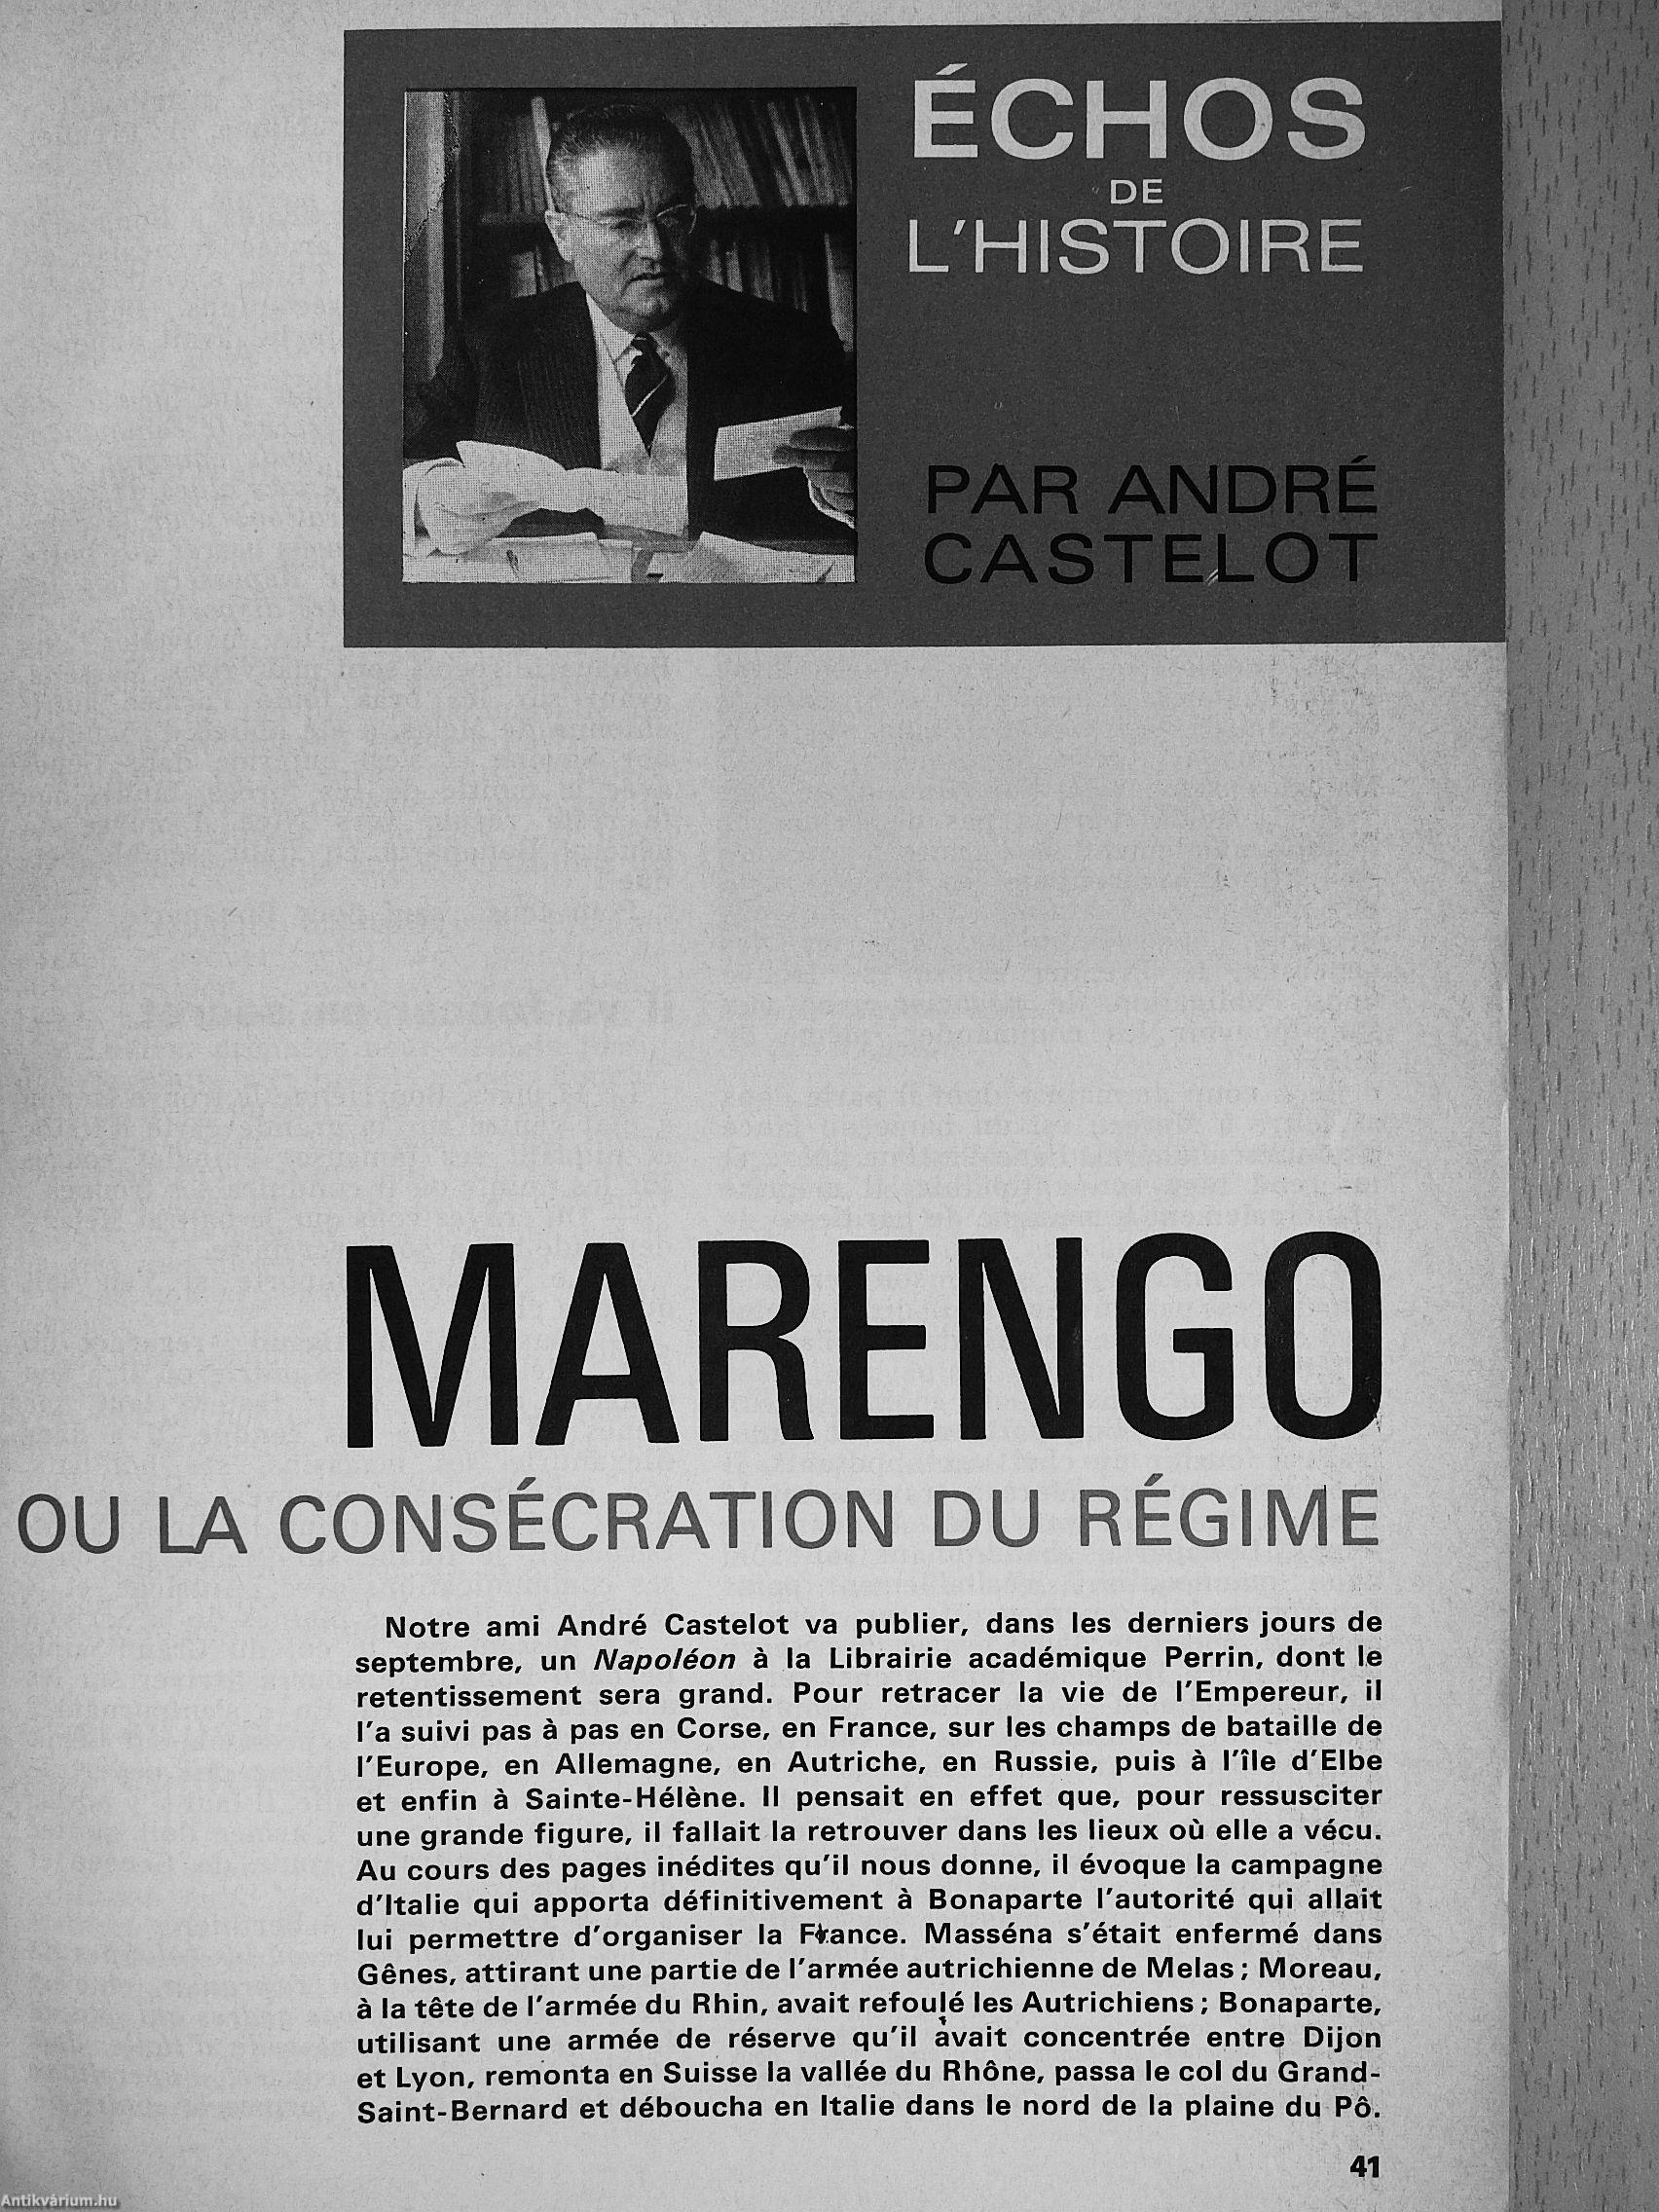 ÉCHOS
DE
L'HISTOIRE
PAR ANDRÉ
CASTELOT
MARENGO
OU LA CONSÉCRATION DU RÉGIME
Notre ami André Castelot va publier, dans les derniers jours de
septembre, un Napoléon à la Librairie académique Perrin, dont le
retentissement sera grand. Pour retracer la vie de l'Empereur, il
l'a suivi pas à pas en Corse, en France, sur les champs de bataille de
l'Europe, en Allemagne, en Autriche, en Russie, puis à l'île d'Elbe
et enfin à Sainte-Hélène. Il pensait en effet que, pour ressusciter
une grande figure, il fallait la retrouver dans les lieux où elle a vécu.
Au cours des pages inédites qu'il nous donne, il évoque la campagne
d'Italie qui apporta définitivement à Bonaparte l'autorité qui allait
lui permettre d'organiser la France. Masséna s'était enfermé dans
Gênes, attirant une partie de l'armée autrichienne de Melas ; Moreau,
à la tête de l'armée du Rhin, avait refoulé les Autrichiens ; Bonaparte,
utilisant une armée de réserve qu'il avait concentrée entre Dijon
et Lyon, remonta en Suisse la vallée du Rhône, passa le col du Grand-
Saint-Bernard et déboucha en Italie dans le nord de la plaine du Pô.
41
Antikvárium.hu